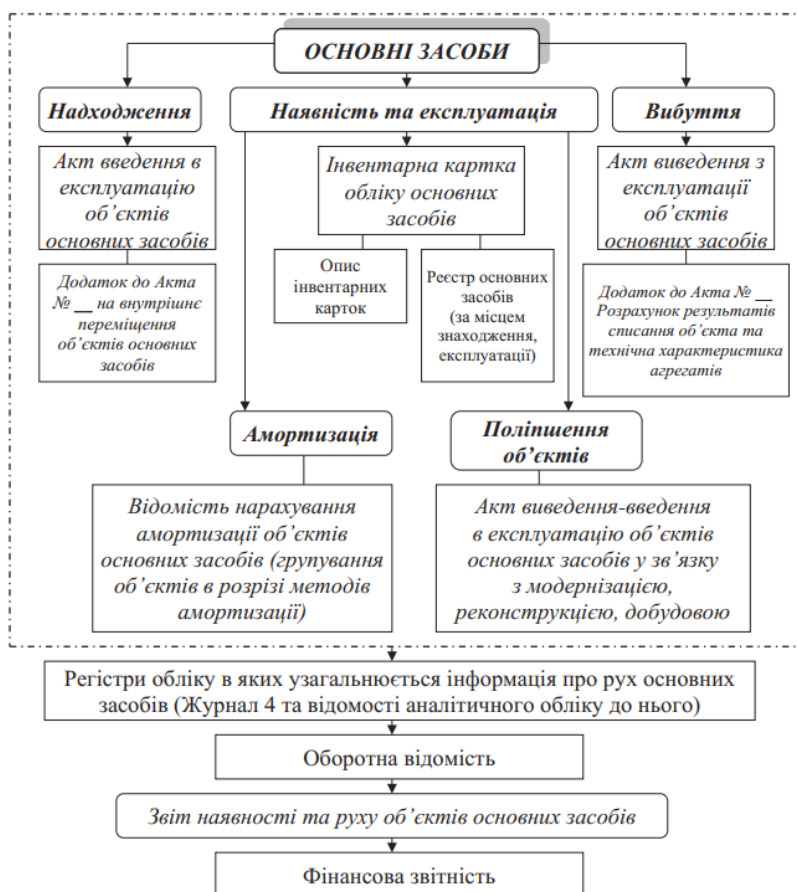 ОСНОВНІ ЗАСОБИ
Надходження
Наявність та експлуатація
Вибуття
Акт введення в
експлуатацію
об’єктів
основних засобів
Інвентарна картка
обліку основних
засобів
Акт виведення з
експлуатації
об’єктів
основних засобів
Додаток до Акта
№ __ на внутрішнє
переміщення
об’єктів основних
засобів
Опис
інвентарних
карток
Реєстр основних
засобів
(за місцем
знаходження,
експлуатації)
Додаток до Акта № __
Розрахунок результатів
списання об’єкта та
технічна характеристика
агрегатів
Амортизація
Поліпшення
об’єктів
Відомість нарахування
амортизації об’єктів
основних засобів (групування
об’єктів в розрізі методів
амортизації)
Акт виведення-введення
в експлуатацію об’єктів
основних засобів у зв’язку
з модернізацією,
реконструкцією, добудовою
Регістри обліку в яких узагальнюється інформація про рух основних
засобів (Журнал 4 та відомості аналітичного обліку до нього)
Оборотна відомість
Звіт наявності та руху об’єктів основних засобів
Фінансова звітність